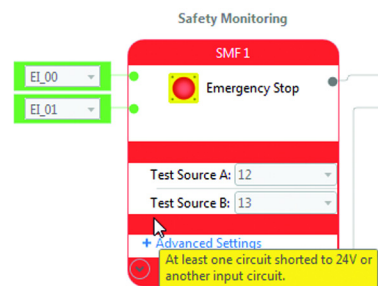 Safety Monitoring
SMF 1
EI_00
Emergency Stop
EI_01
Test Source A: 12
Test Source B: 13
+ Advanced Settings
At least one circuit shorted to 24V or
another input circuit.